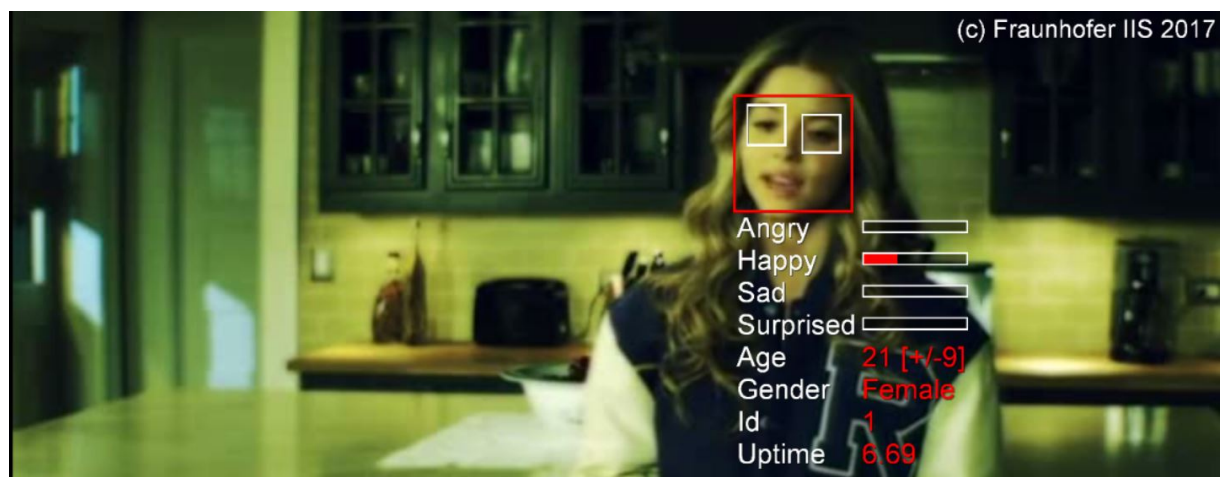 (c) Fraunhofer IIS 2017
Angry
Happy
Sad
Surprised
Age 21 [+/-9]
Gender Female
Id 1
Uptime 6.69
R